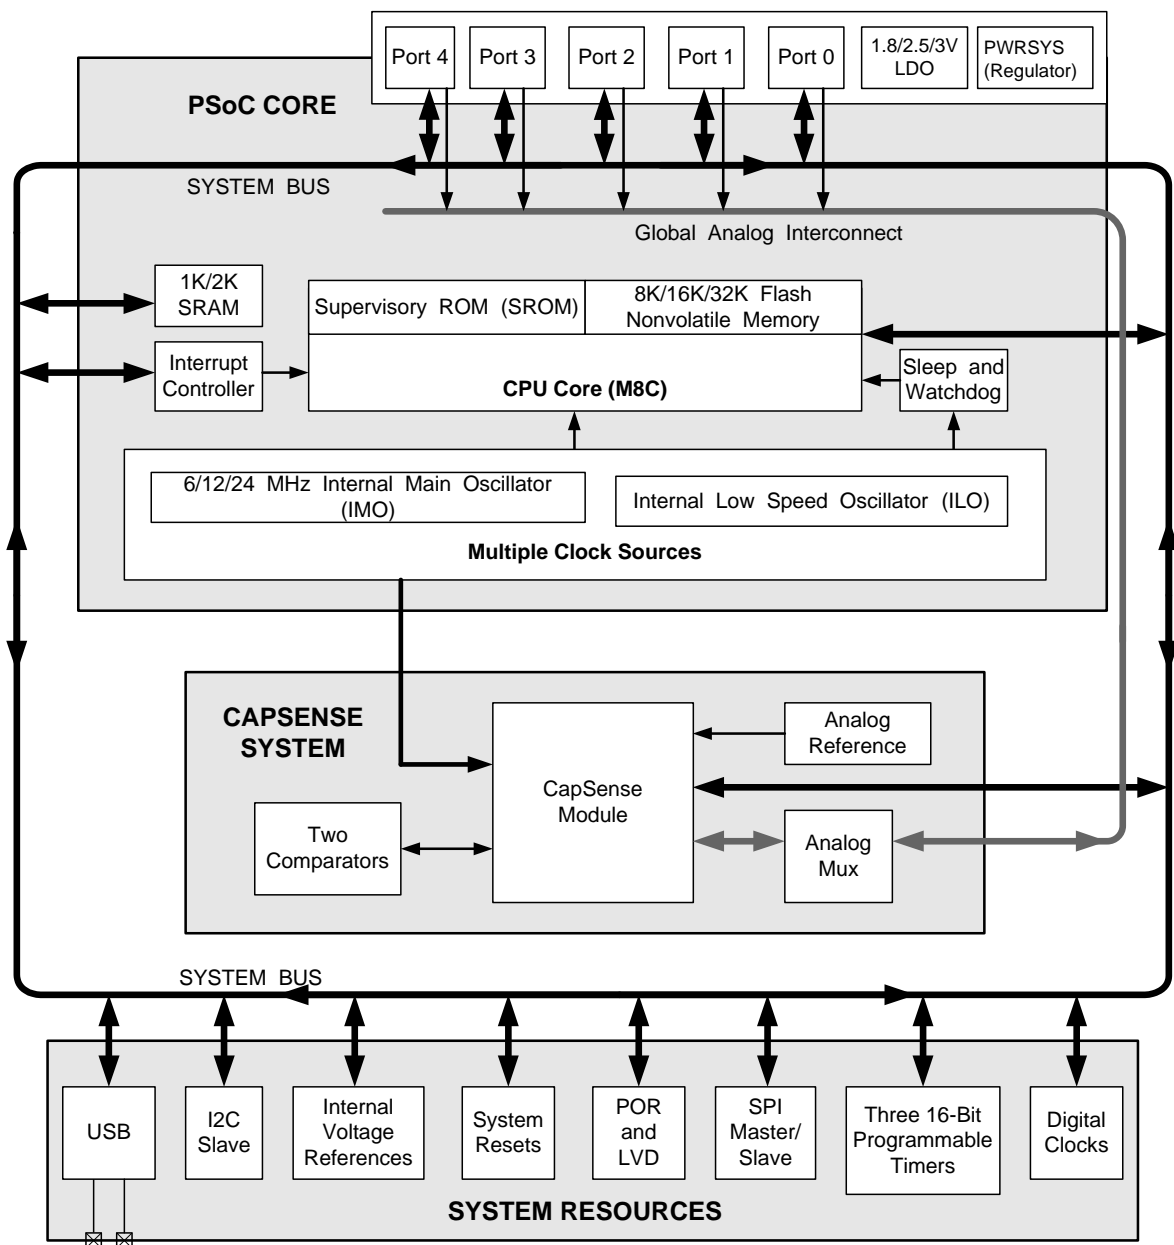 Port 4
Port 3
Port 2
Port 1
Port 0
1.8/2.5/3V
LDO
PWRSYS
(Regulator)
PSoC CORE
SYSTEM BUS
Global Analog Interconnect
1K/2K
SRAM
Supervisory ROM (SROM)
8K/16K/32K Flash
Nonvolatile Memory
Interrupt
Controller
CPU Core (M8C)
Sleep and
Watchdog
6/12/24 MHz Internal Main Oscillator
(IMO)
Internal Low Speed Oscillator (ILO)
Multiple Clock Sources
CAPSENSE
SYSTEM
Analog
Reference
CapSense
Module
Two
Comparators
Analog
Mux
SYSTEM BUS
USB
I2C
Slave
Internal
Voltage
References
System
Resets
POR
and
LVD
SPI
Master/
Slave
Three 16-Bit
Programmable
Timers
Digital
Clocks
SYSTEM RESOURCES